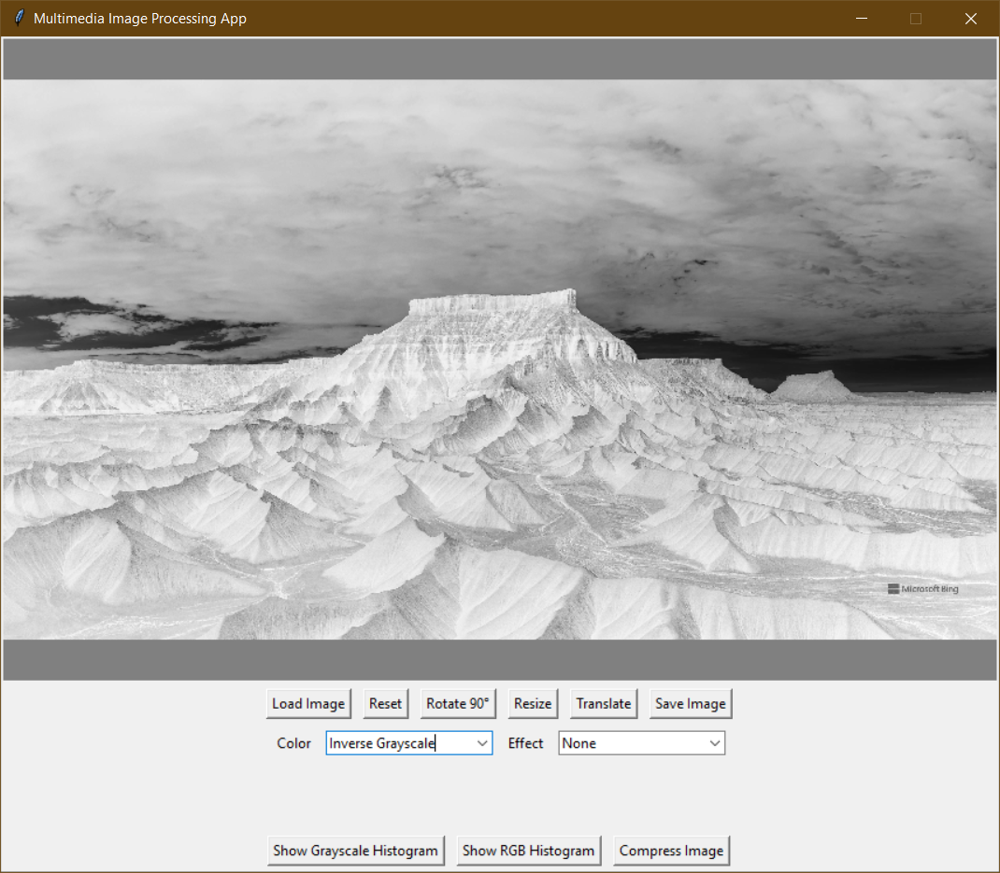 Multimedia Image Processing App
Microsoft Bing
Load Image Reset Rotate 90° Resize Translate Save Image
Color Inverse Grayscale Effect None
Show Grayscale Histogram Show RGB Histogram Compress Image